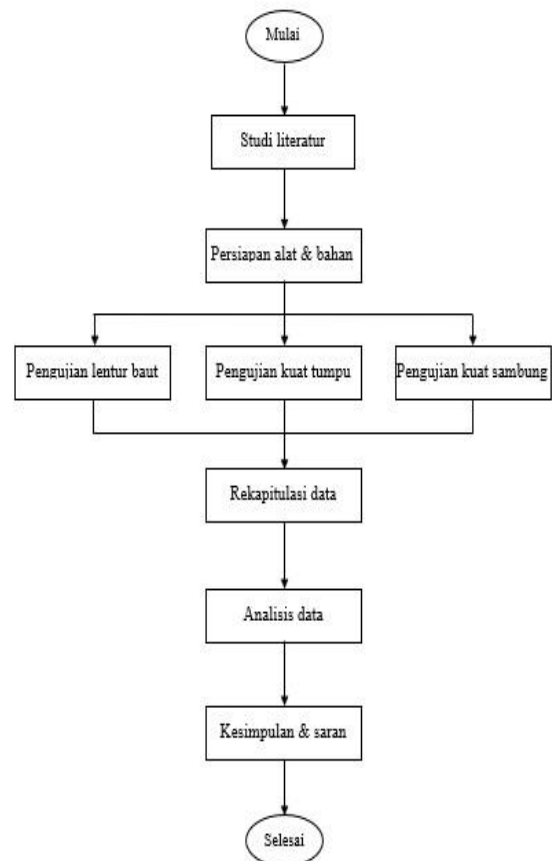 Mulai
Studi literatur
Persiapan alat & bahan
Pengujian lentur baut
Pengujian kuat tumpu
Pengujian kuat sambung
Rekapitulasi data
Analisis data
Kesimpulan & saran
Selesai